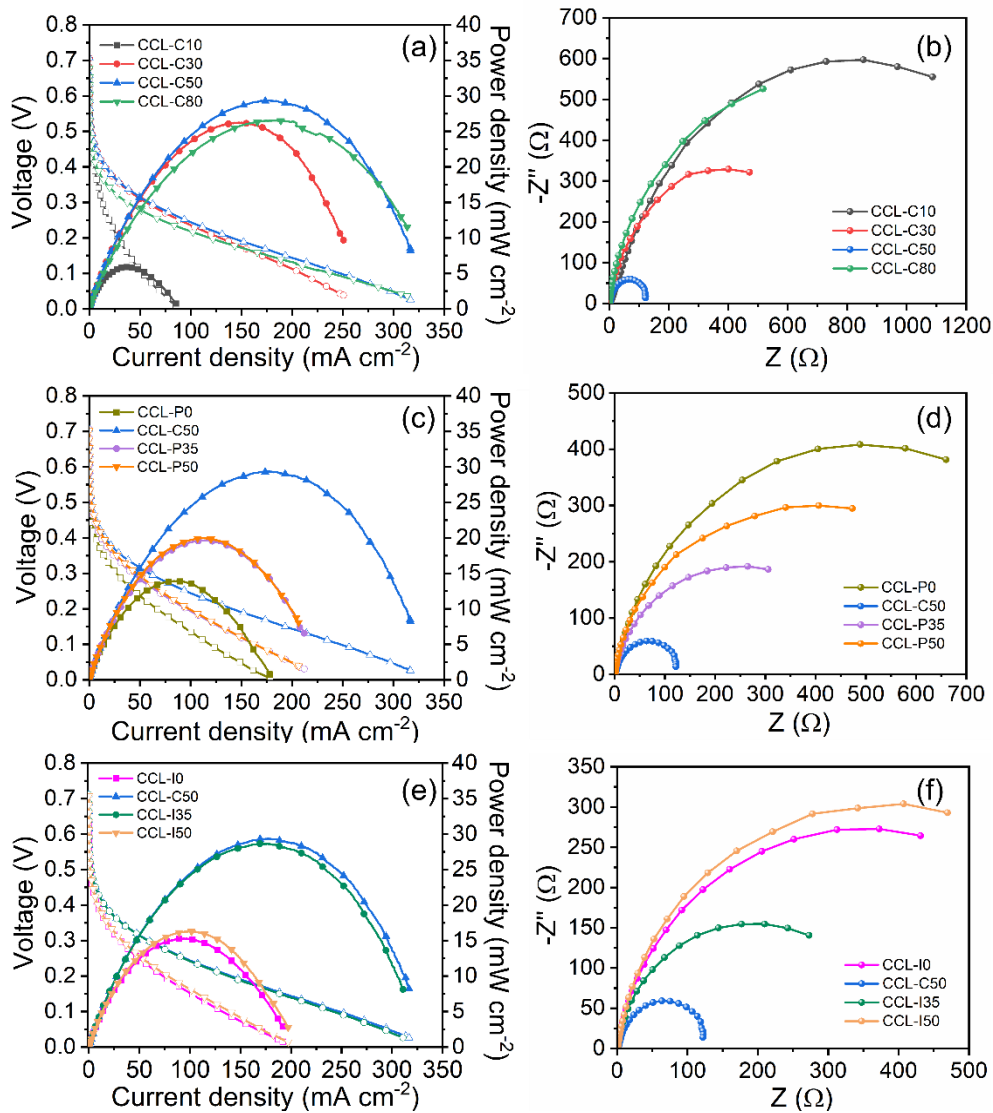 (a)
CCL-C10
CCL-C30
CCL-C50
CCL-C80
Voltage (V)
0.8
0.7
0.6
0.5
0.4
0.3
0.2
0.1
0.0
0 50 100 150 200 250 300 350
Current density (mA cm⁻²)
40
35
30
25
20
15
10
5
0
Power density (mW cm⁻²)
(b)
-Z'' (Ω)
700
600
500
400
300
200
100
0
CCL-C10
CCL-C30
CCL-C50
CCL-C80
0 200 400 600 800 1000 1200
Z (Ω)
(c)
CCL-P0
CCL-C50
CCL-P35
CCL-P50
Voltage (V)
0.8
0.7
0.6
0.5
0.4
0.3
0.2
0.1
0.0
0 50 100 150 200 250 300 350
Current density (mA cm⁻²)
40
35
30
25
20
15
10
5
0
Power density (mW cm⁻²)
(d)
-Z'' (Ω)
500
400
300
200
100
0
CCL-P0
CCL-C50
CCL-P35
CCL-P50
0 100 200 300 400 500 600 700
Z (Ω)
(e)
CCL-I0
CCL-C50
CCL-I35
CCL-I50
Voltage (V)
0.8
0.7
0.6
0.5
0.4
0.3
0.2
0.1
0.0
0 50 100 150 200 250 300 350
Current density (mA cm⁻²)
40
35
30
25
20
15
10
5
0
Power density (mW cm⁻²)
(f)
-Z'' (Ω)
350
300
250
200
150
100
50
0
CCL-I0
CCL-C50
CCL-I35
CCL-I50
0 100 200 300 400 500
Z (Ω)